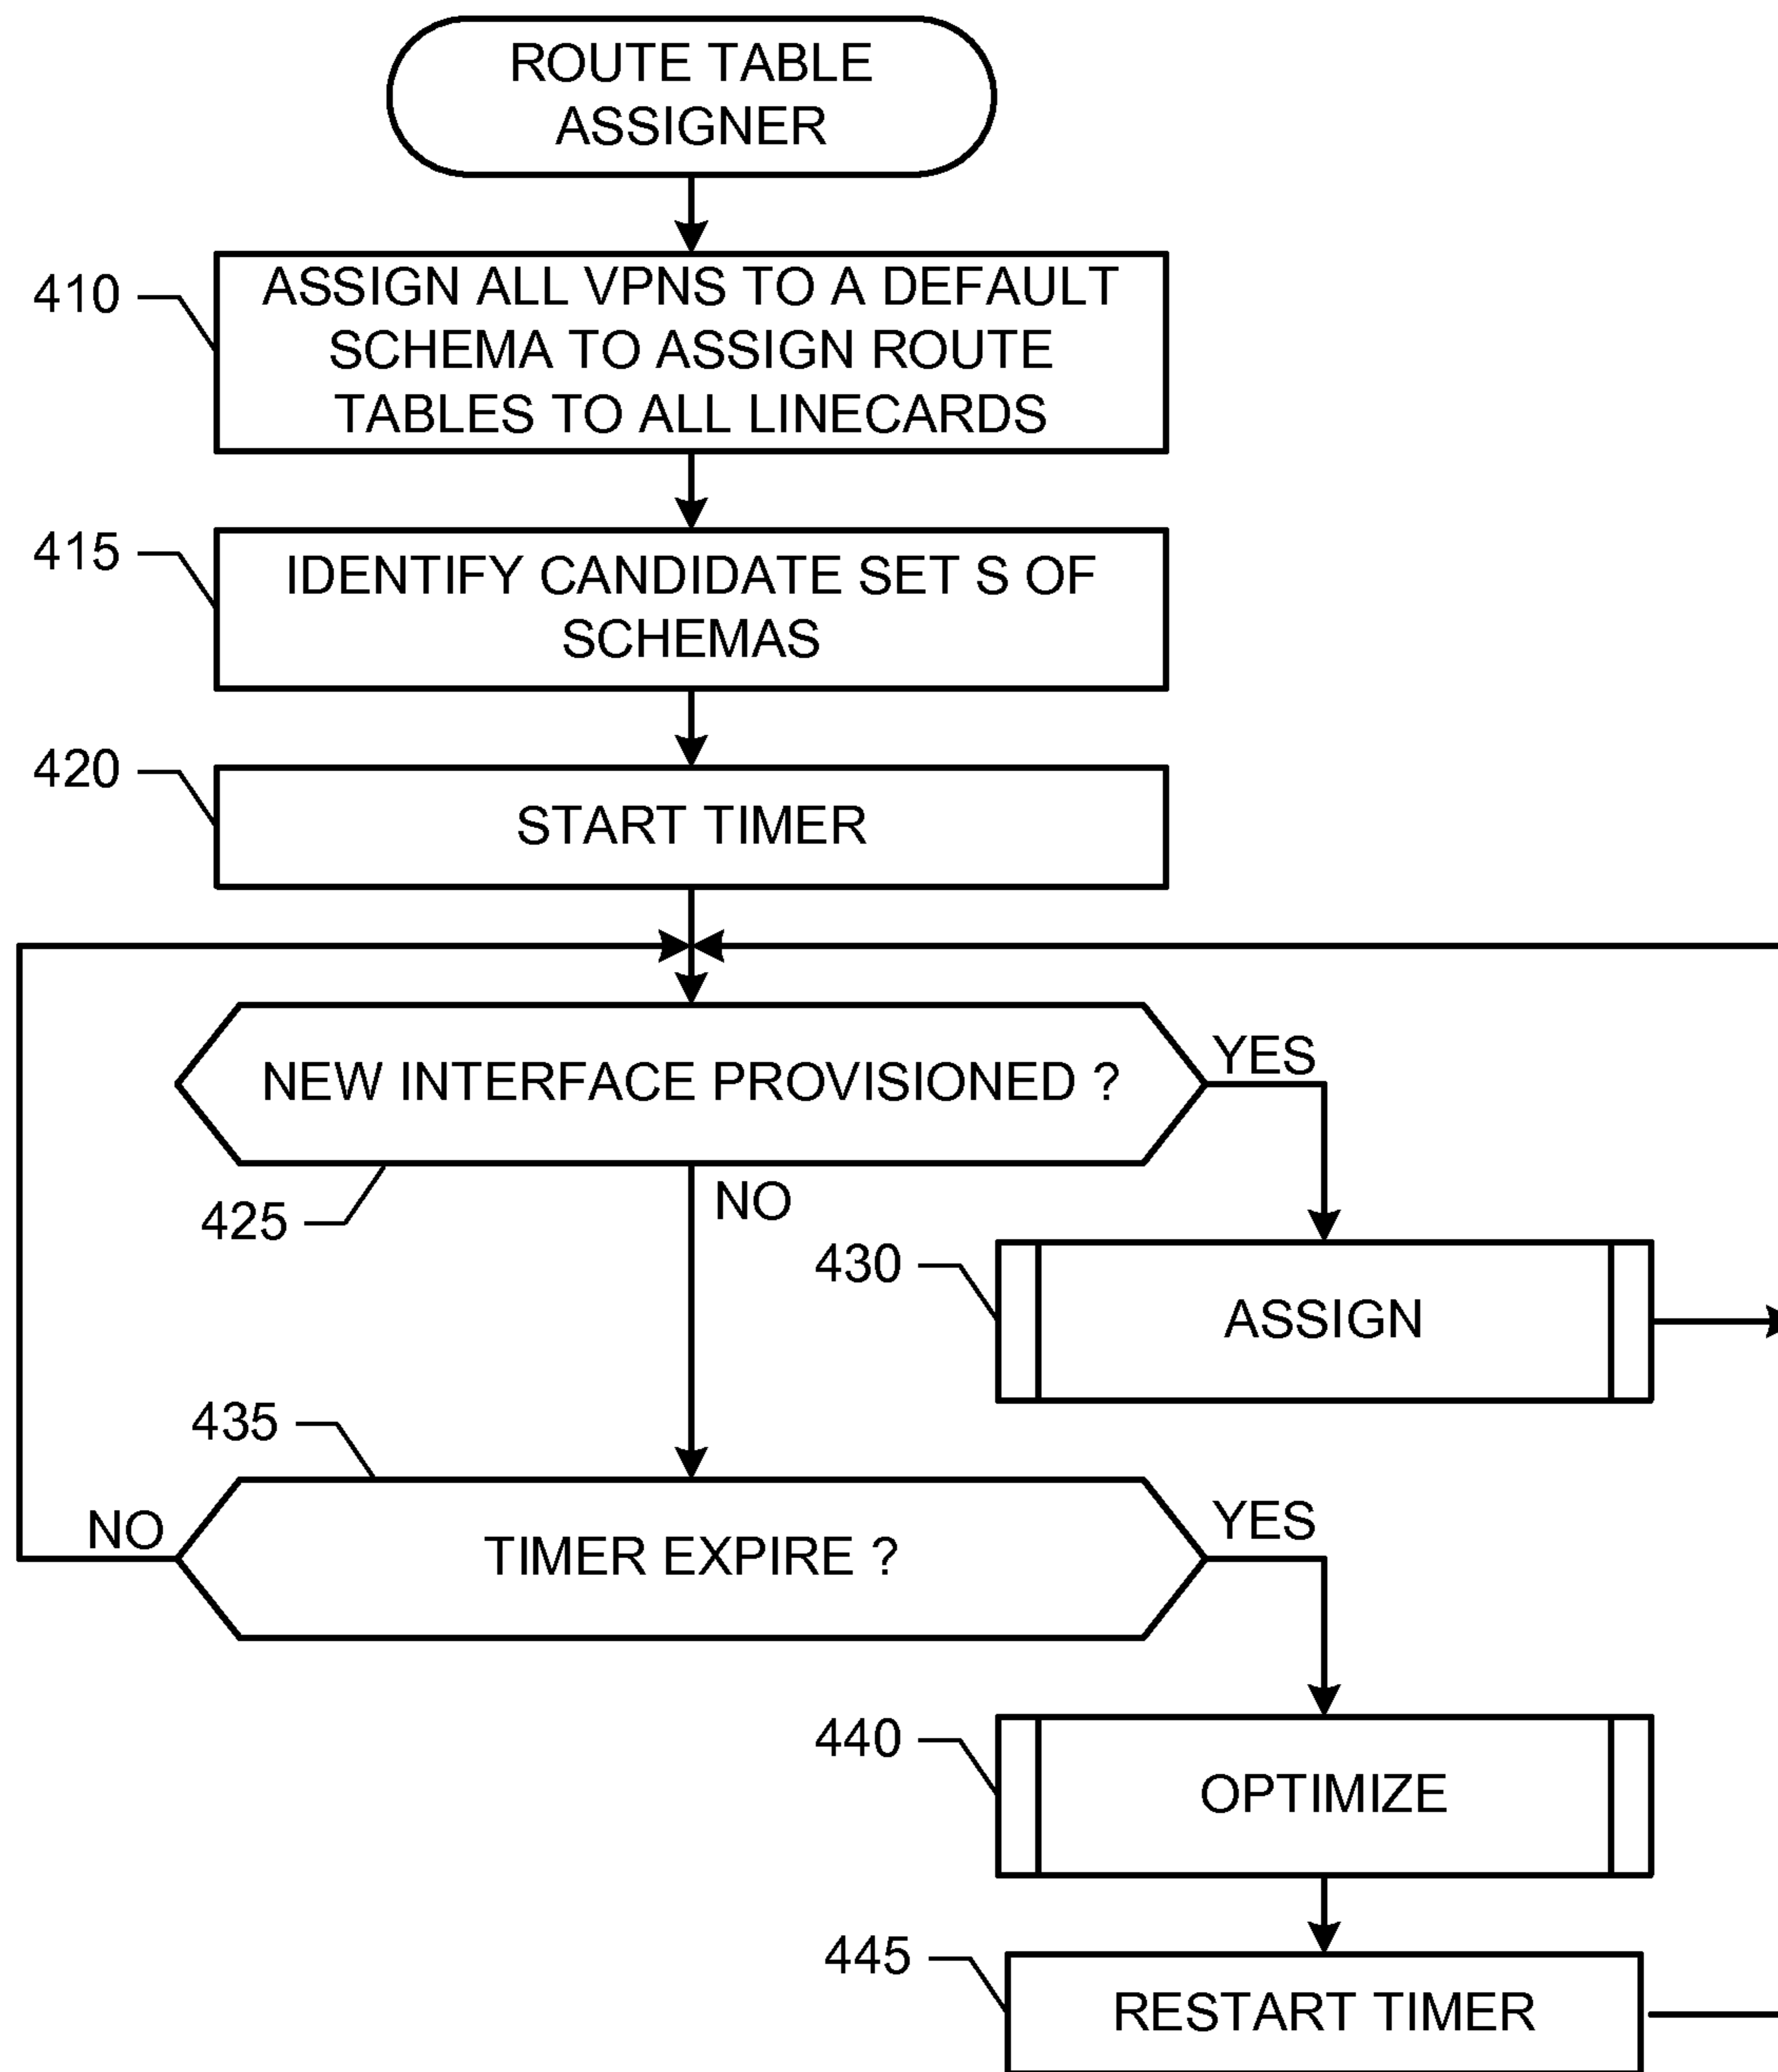 ROUTE TABLE
ASSIGNER
410
ASSIGN ALL VPNS TO A DEFAULT
SCHEMA TO ASSIGN ROUTE
TABLES TO ALL LINECARDS
415
IDENTIFY CANDIDATE SET S OF
SCHEMAS
420
START TIMER
NEW INTERFACE PROVISIONED ?
YES
425
NO
430
ASSIGN
435
NO
TIMER EXPIRE ?
YES
440
OPTIMIZE
445
RESTART TIMER